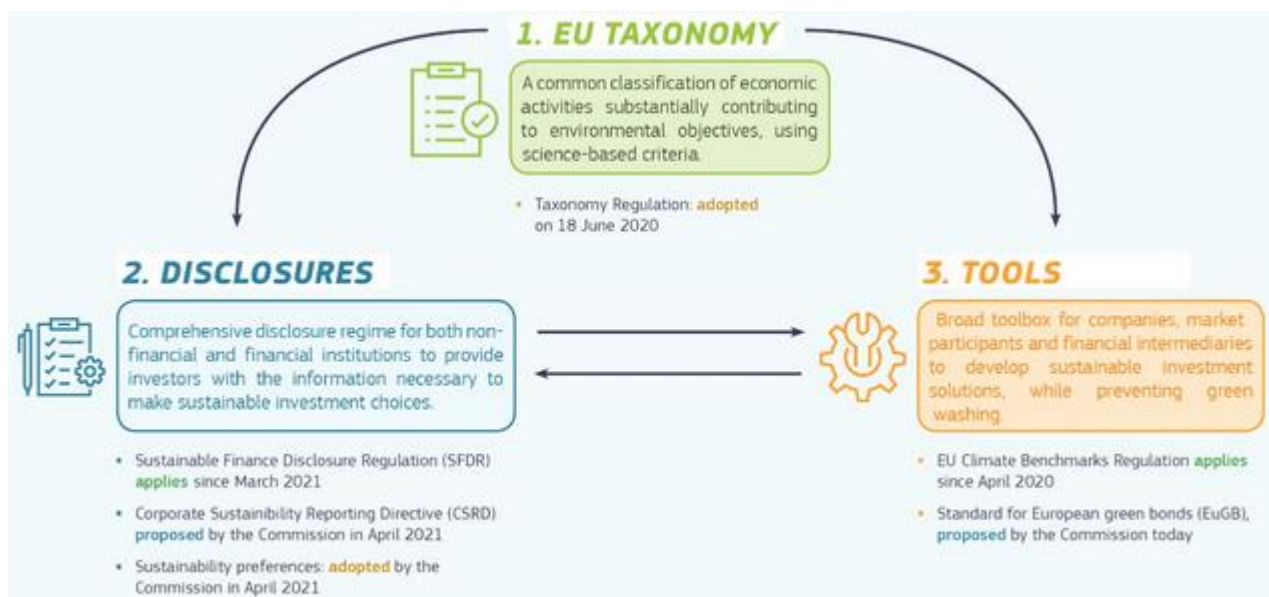 1. EU TAXONOMY
A common classification of economic
activities substantially contributing
to environmental objectives, using
science-based criteria.
• Taxonomy Regulation: adopted
on 18 June 2020
2. DISCLOSURES
Comprehensive disclosure regime for both non-
financial and financial institutions to provide
investors with the information necessary to
make sustainable investment choices.
• Sustainable Finance Disclosure Regulation (SFDR)
applies since March 2021
• Corporate Sustainibility Reporting Directive (CSRD)
proposed by the Commission in April 2021
• Sustainability preferences: adopted by the
Commission in April 2021
3. TOOLS
Broad toolbox for companies, market
participants and financial intermediaries
to develop sustainable investment
solutions, while preventing green
washing.
• EU Climate Benchmarks Regulation applies
since April 2020
• Standard for European green bonds (EuGB),
proposed by the Commission today